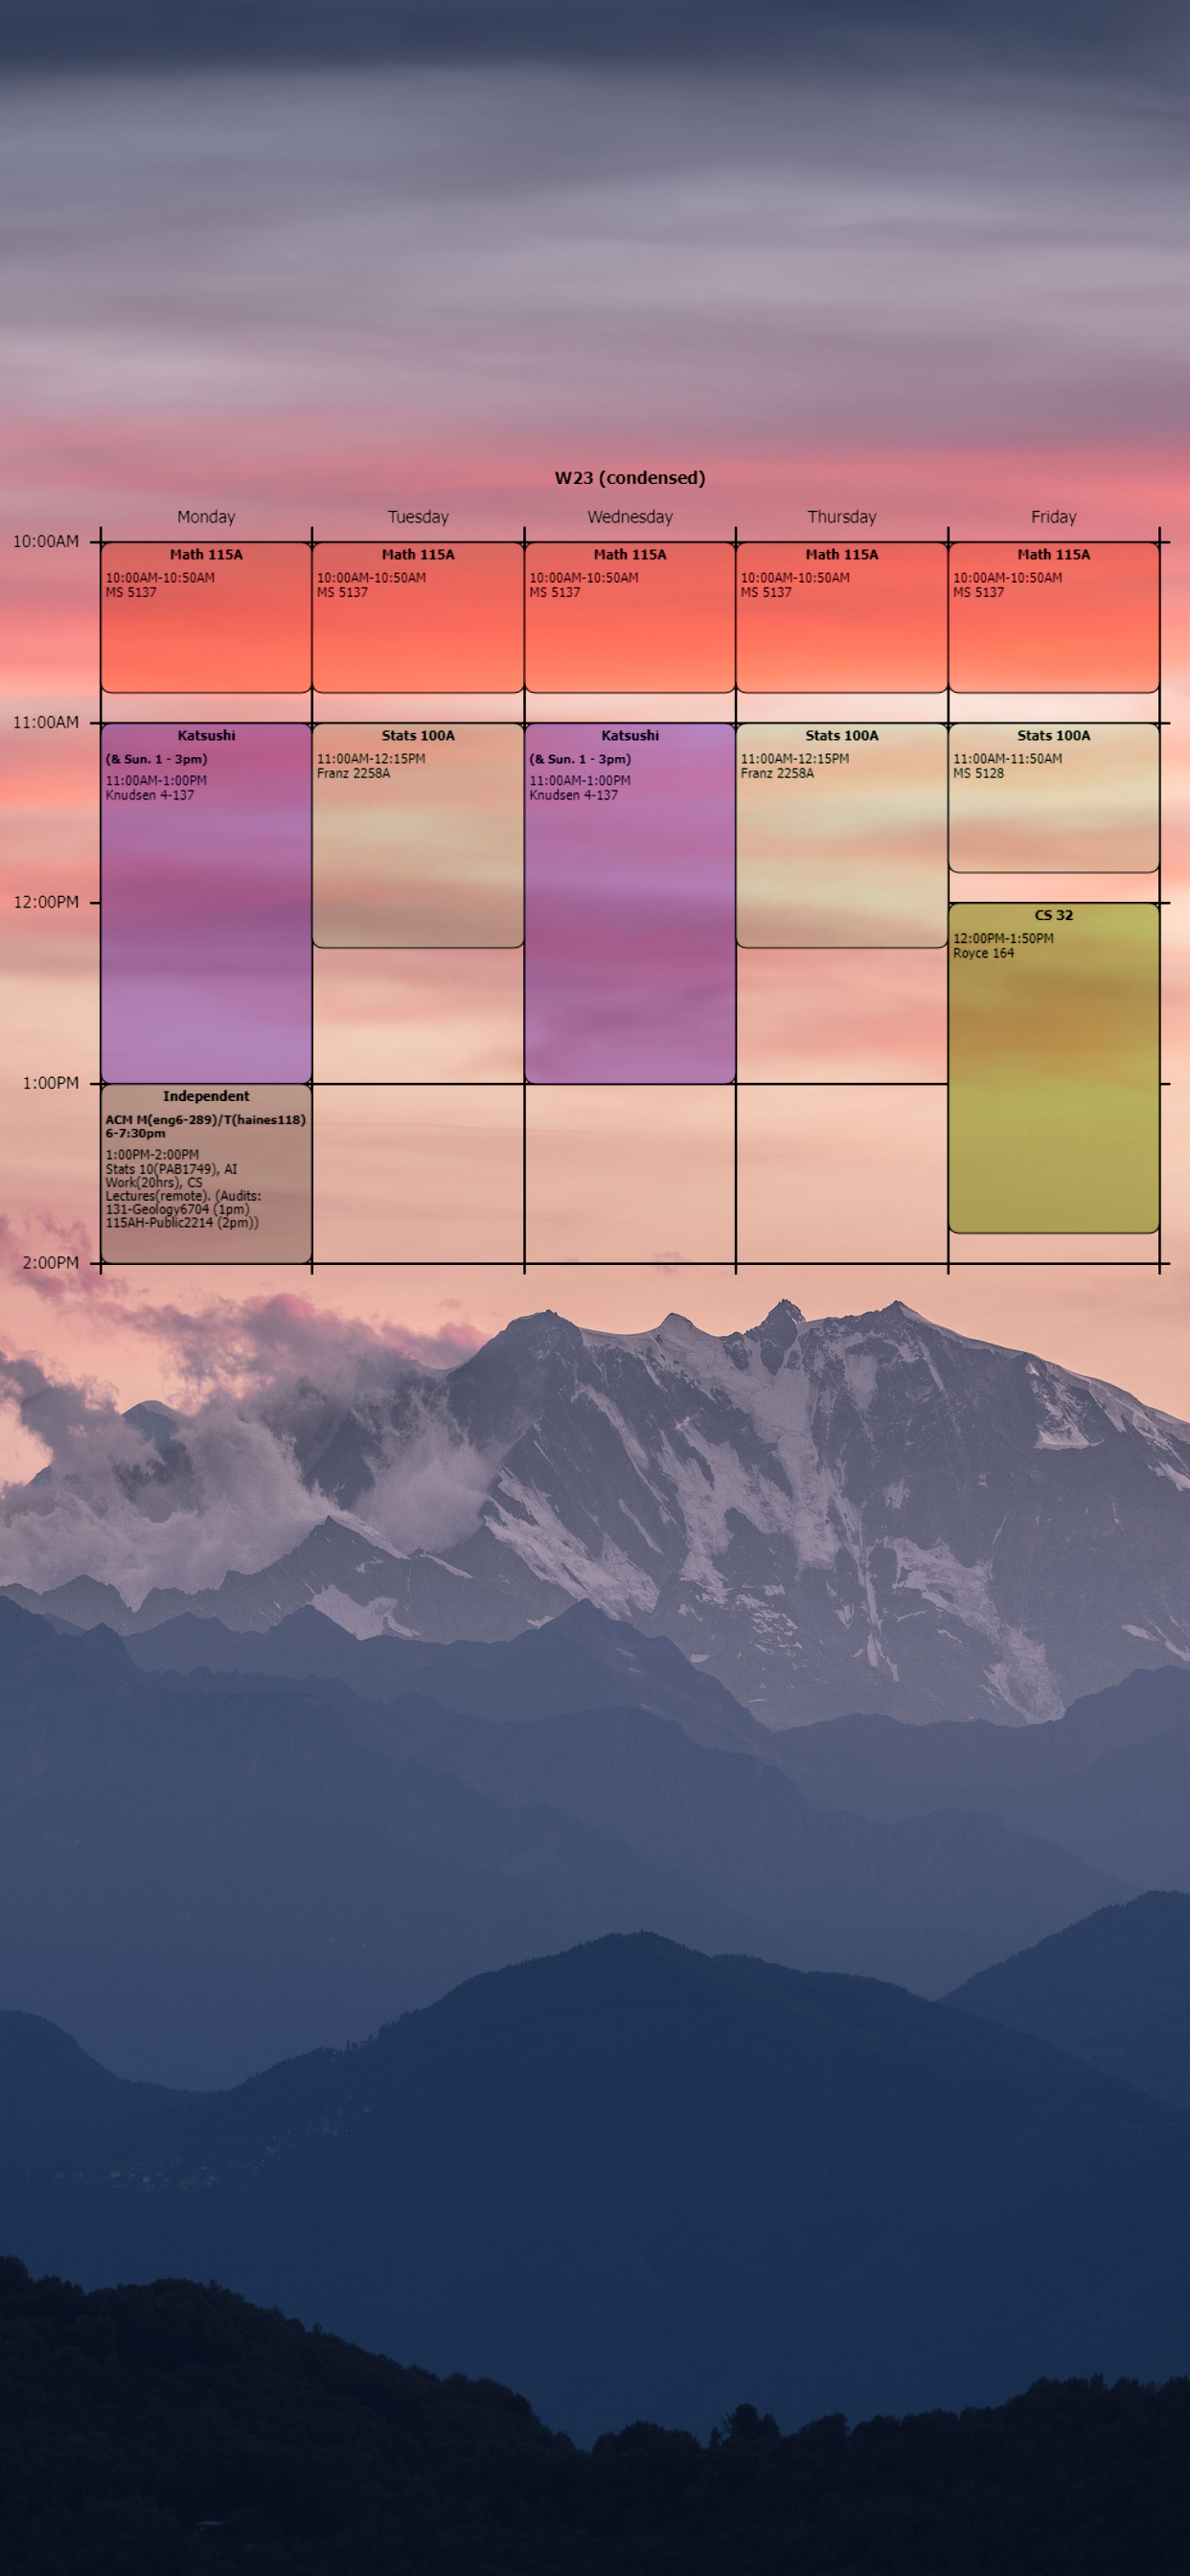 W23 (condensed)
Monday
Tuesday
Wednesday
Thursday
Friday
10:00AM
Math 115A
10:00AM-10:50AM
MS 5137
Math 115A
10:00AM-10:50AM
MS 5137
Math 115A
10:00AM-10:50AM
MS 5137
Math 115A
10:00AM-10:50AM
MS 5137
Math 115A
10:00AM-10:50AM
MS 5137
11:00AM
Katsushi
(& Sun. 1 - 3pm)
11:00AM-1:00PM
Knudsen 4-137
Stats 100A
11:00AM-12:15PM
Franz 2258A
Katsushi
(& Sun. 1 - 3pm)
11:00AM-1:00PM
Knudsen 4-137
Stats 100A
11:00AM-12:15PM
Franz 2258A
Stats 100A
11:00AM-11:50AM
MS 5128
12:00PM
CS 32
12:00PM-1:50PM
Royce 164
1:00PM
Independent
ACM M(eng6-289)/T(haines118)
6-7:30pm
1:00PM-2:00PM
Stats 10(PAB1749), AI
Work(20hrs), CS
Lectures(remote). (Audits:
131-Geology6704 (1pm)
115AH-Public2214 (2pm))
2:00PM